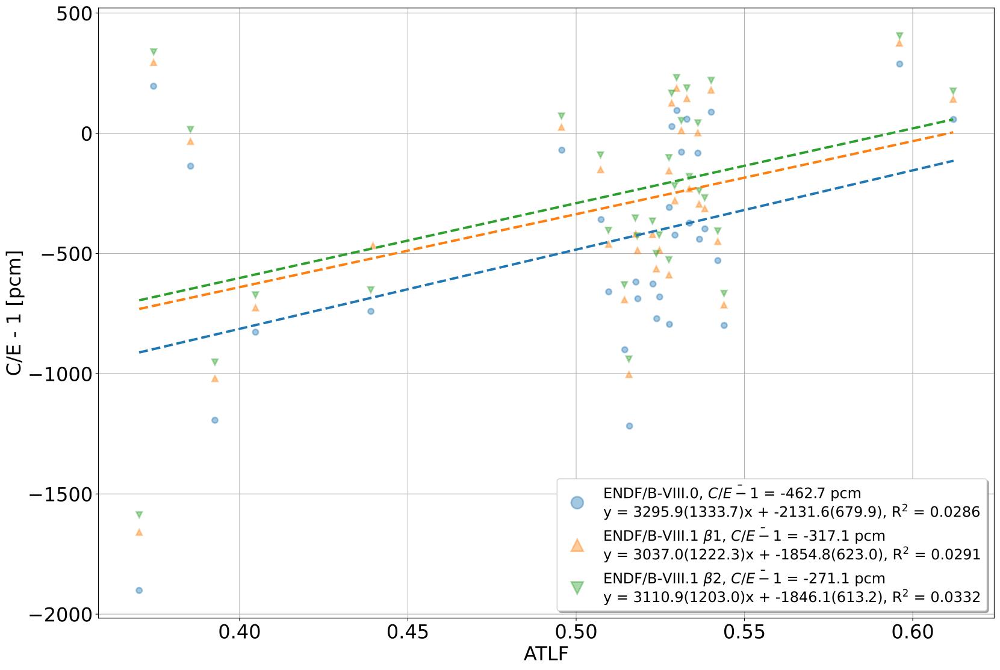 500
0
−500
−1000
−1500
−2000
C/E - 1 [pcm]
0.40 0.45 0.50 0.55 0.60
ATLF
ENDF/B-VIII.0, C/E − 1 = -462.7 pcm
y = 3295.9(1333.7)x + -2131.6(679.9), R² = 0.0286
ENDF/B-VIII.1 β1, C/E − 1 = -317.1 pcm
y = 3037.0(1222.3)x + -1854.8(623.0), R² = 0.0291
ENDF/B-VIII.1 β2, C/E − 1 = -271.1 pcm
y = 3110.9(1203.0)x + -1846.1(613.2), R² = 0.0332